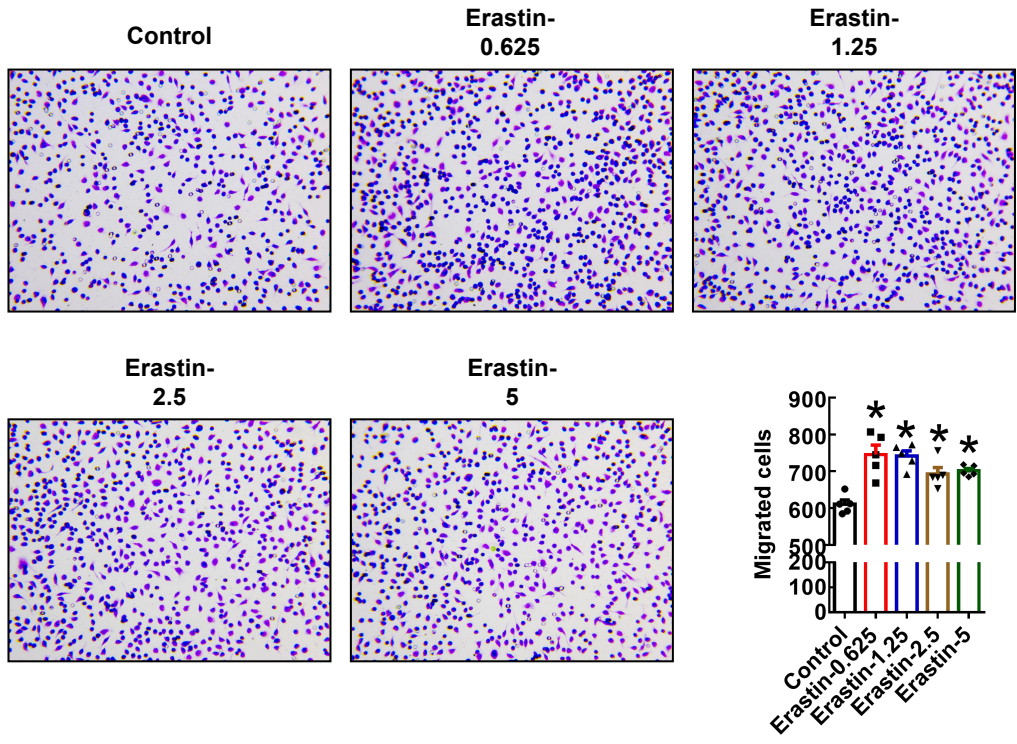 Control
Erastin-
0.625
Erastin-
1.25
Erastin-
2.5
Erastin-
5
Migrated cells
900
800
700
600
500
200
100
0
*
*
*
*
Control
Erastin-0.625
Erastin-1.25
Erastin-2.5
Erastin-5